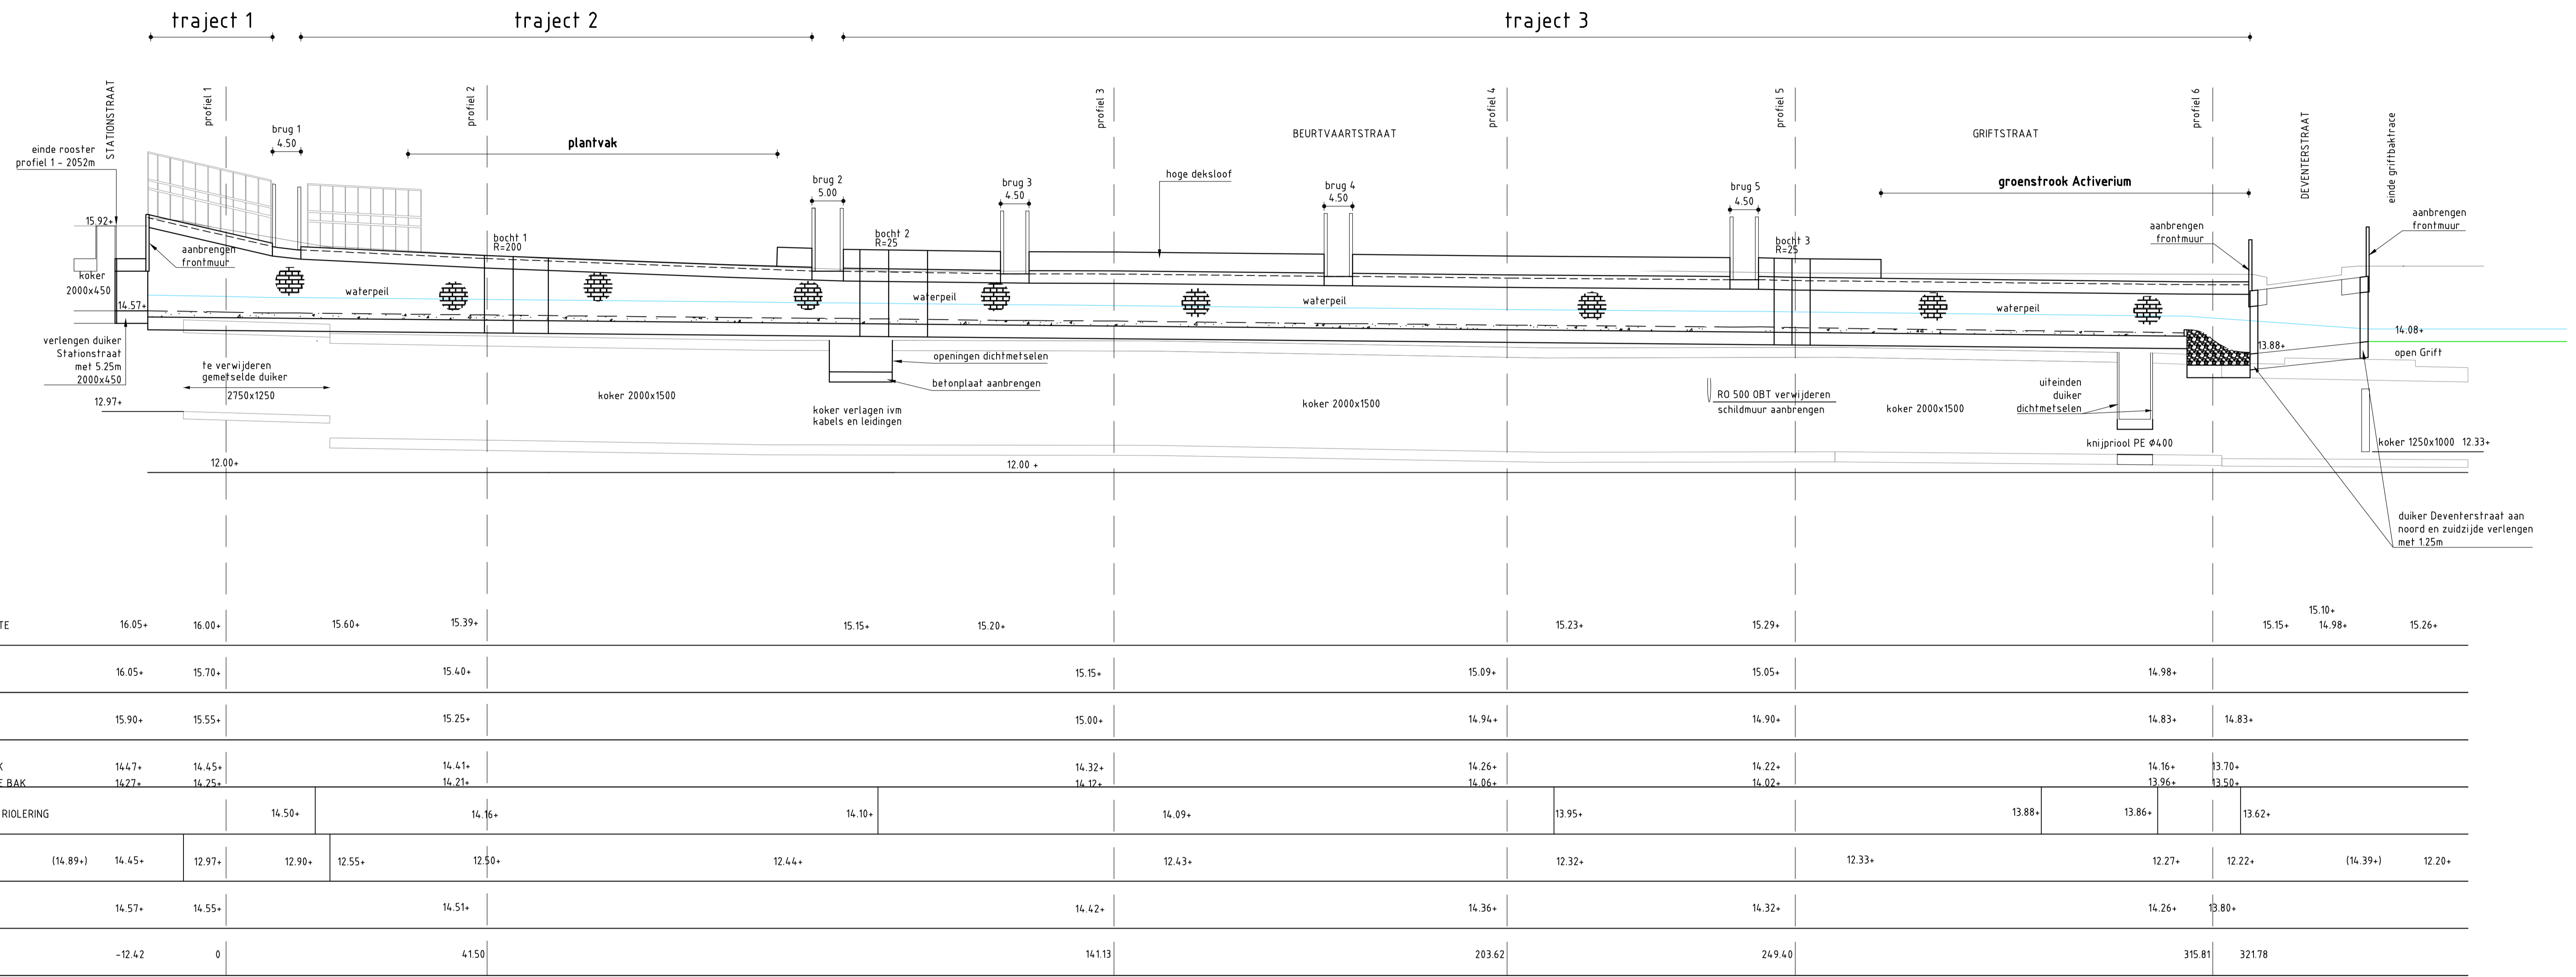 traject 1
traject 2
traject 3
STATIONSTRAAT
profiel 1
profiel 2
profiel 3
profiel 4
profiel 5
profiel 6
DEVENTERSTRAAT
einde griftbaktrace
brug 1
4.50
plantvak
BEURTVAARTSTRAAT
GRIFTSTRAAT
einde rooster
profiel 1 - 2052m
hoge deksloof
brug 2
5.00
brug 3
4.50
brug 4
4.50
brug 5
4.50
groenstrook Activerium
15.92+
aanbrengen
frontmuur
bocht 1
R=200
bocht 2
R=25
bocht 3
R=25
aanbrengen
frontmuur
aanbrengen
frontmuur
koker
2000x450
14.57+
waterpeil
waterpeil
waterpeil
waterpeil
14.08+
13.88+
open Grift
verlengen duiker
Stationstraat
met 5.25m
2000x450
te verwijderen
gemetselde duiker
2750x1250
12.97+
openingen dichtmetselen
betonplaat aanbrengen
koker 2000x1500
koker verlagen ivm
kabels en leidingen
koker 2000x1500
RO 500 OBT verwijderen
schildmuur aanbrengen
koker 2000x1500
uiteinden
duiker
dichtmetselen
knijpriool PE Ø400
koker 1250x1000 12.33+
12.00+
12.00 +
duiker Deventerstraat aan
noord en zuidzijde verlengen
met 1.25m
15.10+
TE 16.05+ 16.00+ 15.60+ 15.39+ 15.15+ 15.20+ 15.23+ 15.29+ 15.15+ 14.98+ 15.26+
16.05+ 15.70+ 15.40+ 15.15+ 15.09+ 15.05+ 14.98+
15.90+ 15.55+ 15.25+ 15.00+ 14.94+ 14.90+ 14.83+ 14.83+
K 1447+ 14.45+ 14.41+ 14.32+ 14.26+ 14.22+ 14.16+ 13.70+
E BAK 1427+ 14.25+ 14.21+ 14.12+ 14.06+ 14.02+ 13.96+ 13.50+
RIOLERING 14.50+ 14.16+ 14.10+ 14.09+ 13.95+ 13.88+ 13.86+ 13.62+
(14.89+) 14.45+ 12.97+ 12.90+ 12.55+ 12.50+ 12.44+ 12.43+ 12.32+ 12.33+ 12.27+ 12.22+ (14.39+) 12.20+
14.57+ 14.55+ 14.51+ 14.42+ 14.36+ 14.32+ 14.26+ 13.80+
-12.42 0 41.50 141.13 203.62 249.40 315.81 321.78